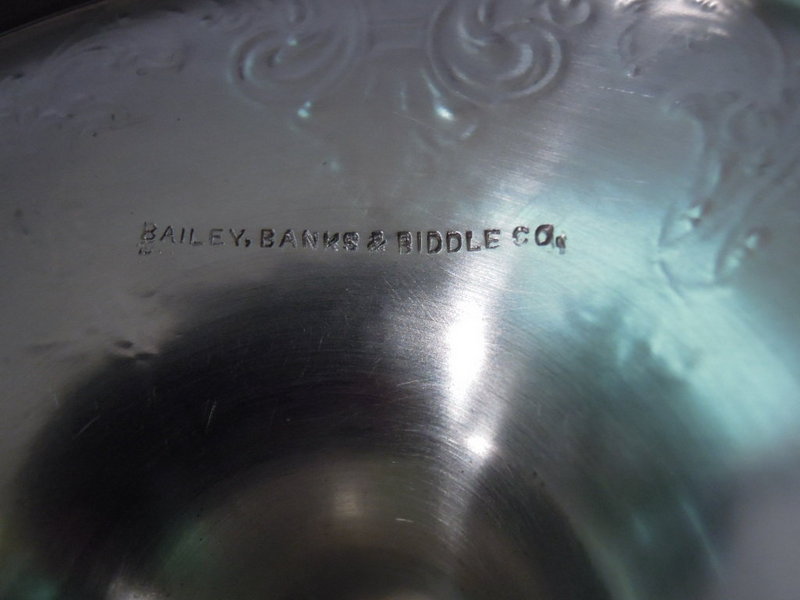 BAILEY, BANKS & BIDDLE CO.